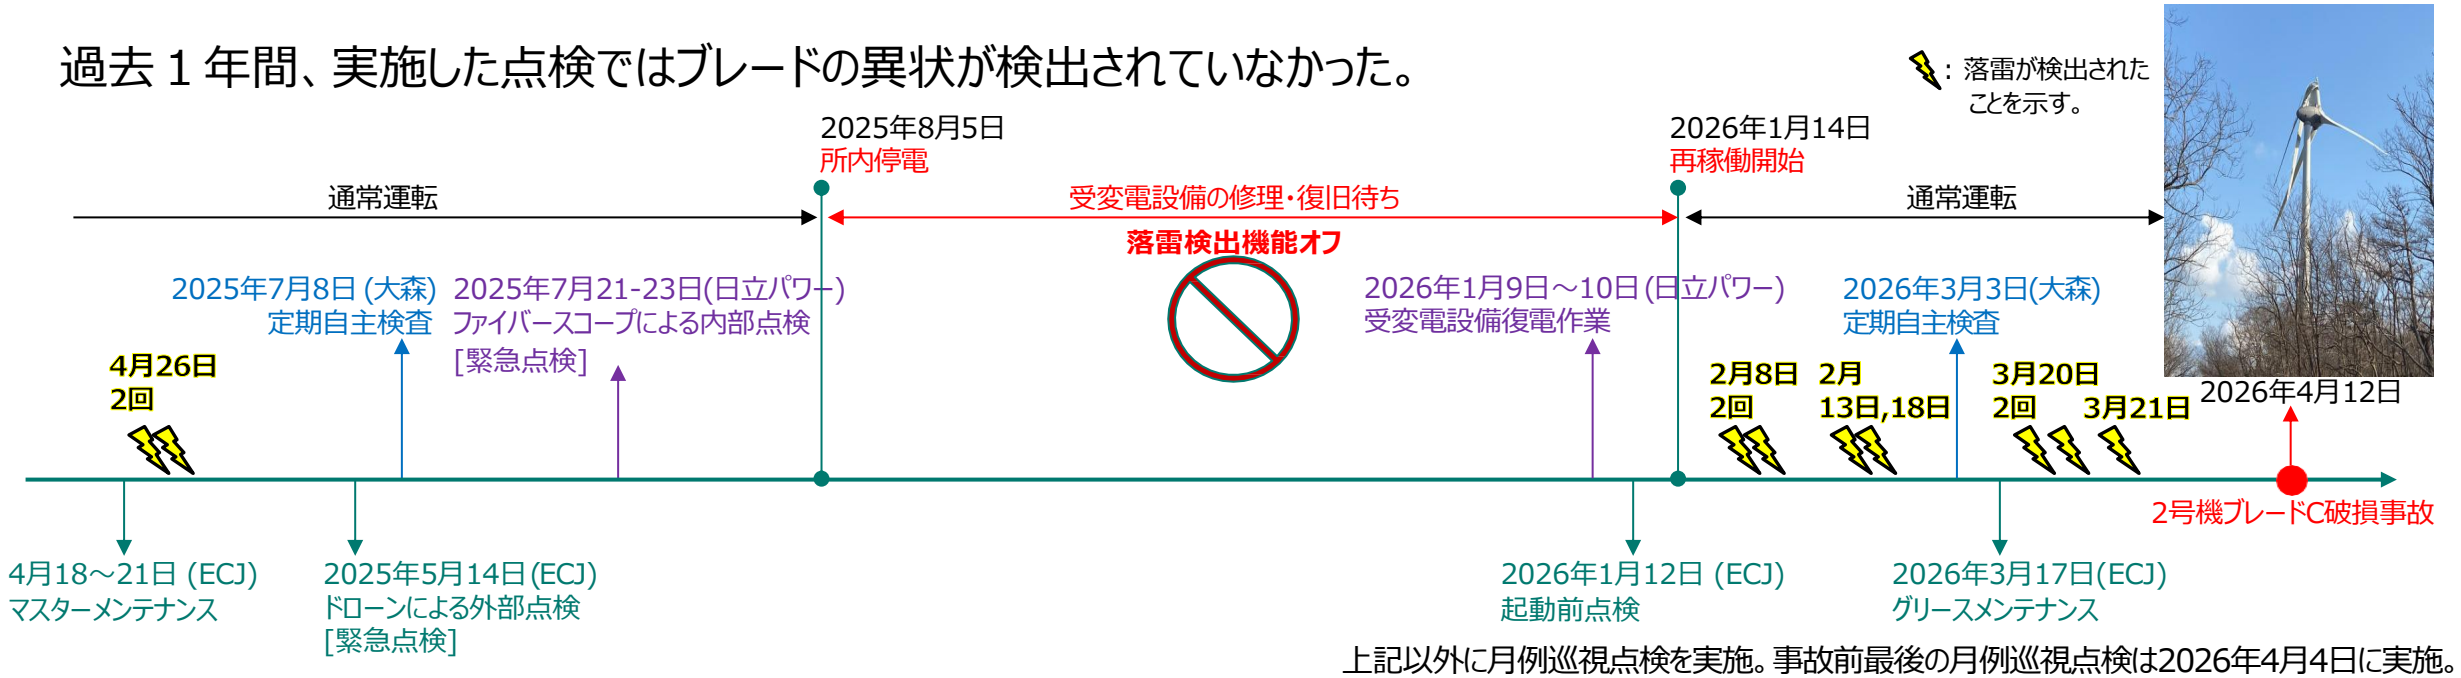 過去１年間、実施した点検ではブレードの異状が検出されていなかった。
：落雷が検出された
ことを示す。
2025年8月5日
所内停電
2026年1月14日
再稼働開始
通常運転
受変電設備の修理・復旧待ち
通常運転
落雷検出機能オフ
2025年7月8日 (大森)
定期自主検査
2025年7月21-23日(日立パワー)
ファイバースコープによる内部点検
[緊急点検]
2026年1月9日～10日(日立パワー)
受変電設備復電作業
2026年3月3日(大森)
定期自主検査
4月26日
2回
2月8日
2回
2月
13日,18日
3月20日
2回
3月21日
2026年4月12日
2号機ブレードC破損事故
4月18～21日 (ECJ)
マスターメンテナンス
2025年5月14日(ECJ)
ドローンによる外部点検
[緊急点検]
2026年1月12日 (ECJ)
起動前点検
2026年3月17日(ECJ)
グリースメンテナンス
上記以外に月例巡視点検を実施。事故前最後の月例巡視点検は2026年4月4日に実施。